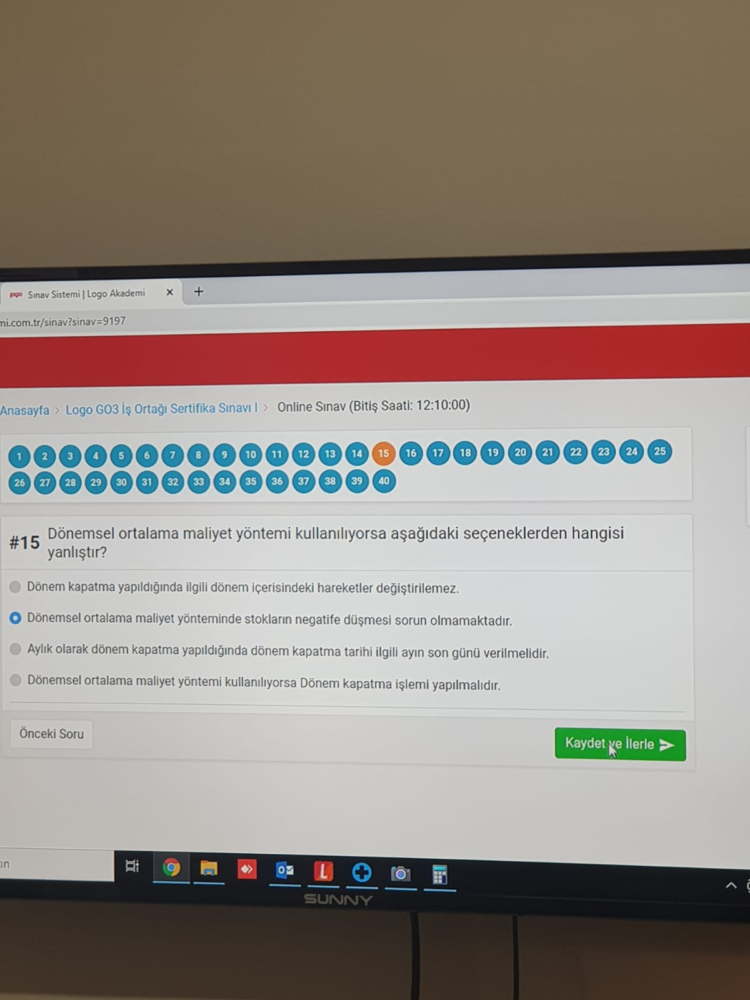 logo Sınav Sistemi | Logo Akademi × +
mi.com.tr/sinav?sinav=9197
Anasayfa > Logo GO3 İş Ortağı Sertifika Sınavı I > Online Sınav (Bitiş Saati: 12:10:00)
1 2 3 4 5 6 7 8 9 10 11 12 13 14 15 16 17 18 19 20 21 22 23 24 25
26 27 28 29 30 31 32 33 34 35 36 37 38 39 40
#15 Dönemsel ortalama maliyet yöntemi kullanılıyorsa aşağıdaki seçeneklerden hangisi
yanlıştır?
Dönem kapatma yapıldığında ilgili dönem içerisindeki hareketler değiştirilemez.
Dönemsel ortalama maliyet yönteminde stokların negatife düşmesi sorun olmamaktadır.
Aylık olarak dönem kapatma yapıldığında dönem kapatma tarihi ilgili ayın son günü verilmelidir.
Dönemsel ortalama maliyet yöntemi kullanılıyorsa Dönem kapatma işlemi yapılmalıdır.
Önceki Soru
Kaydet ve İlerle
L
SUNNY